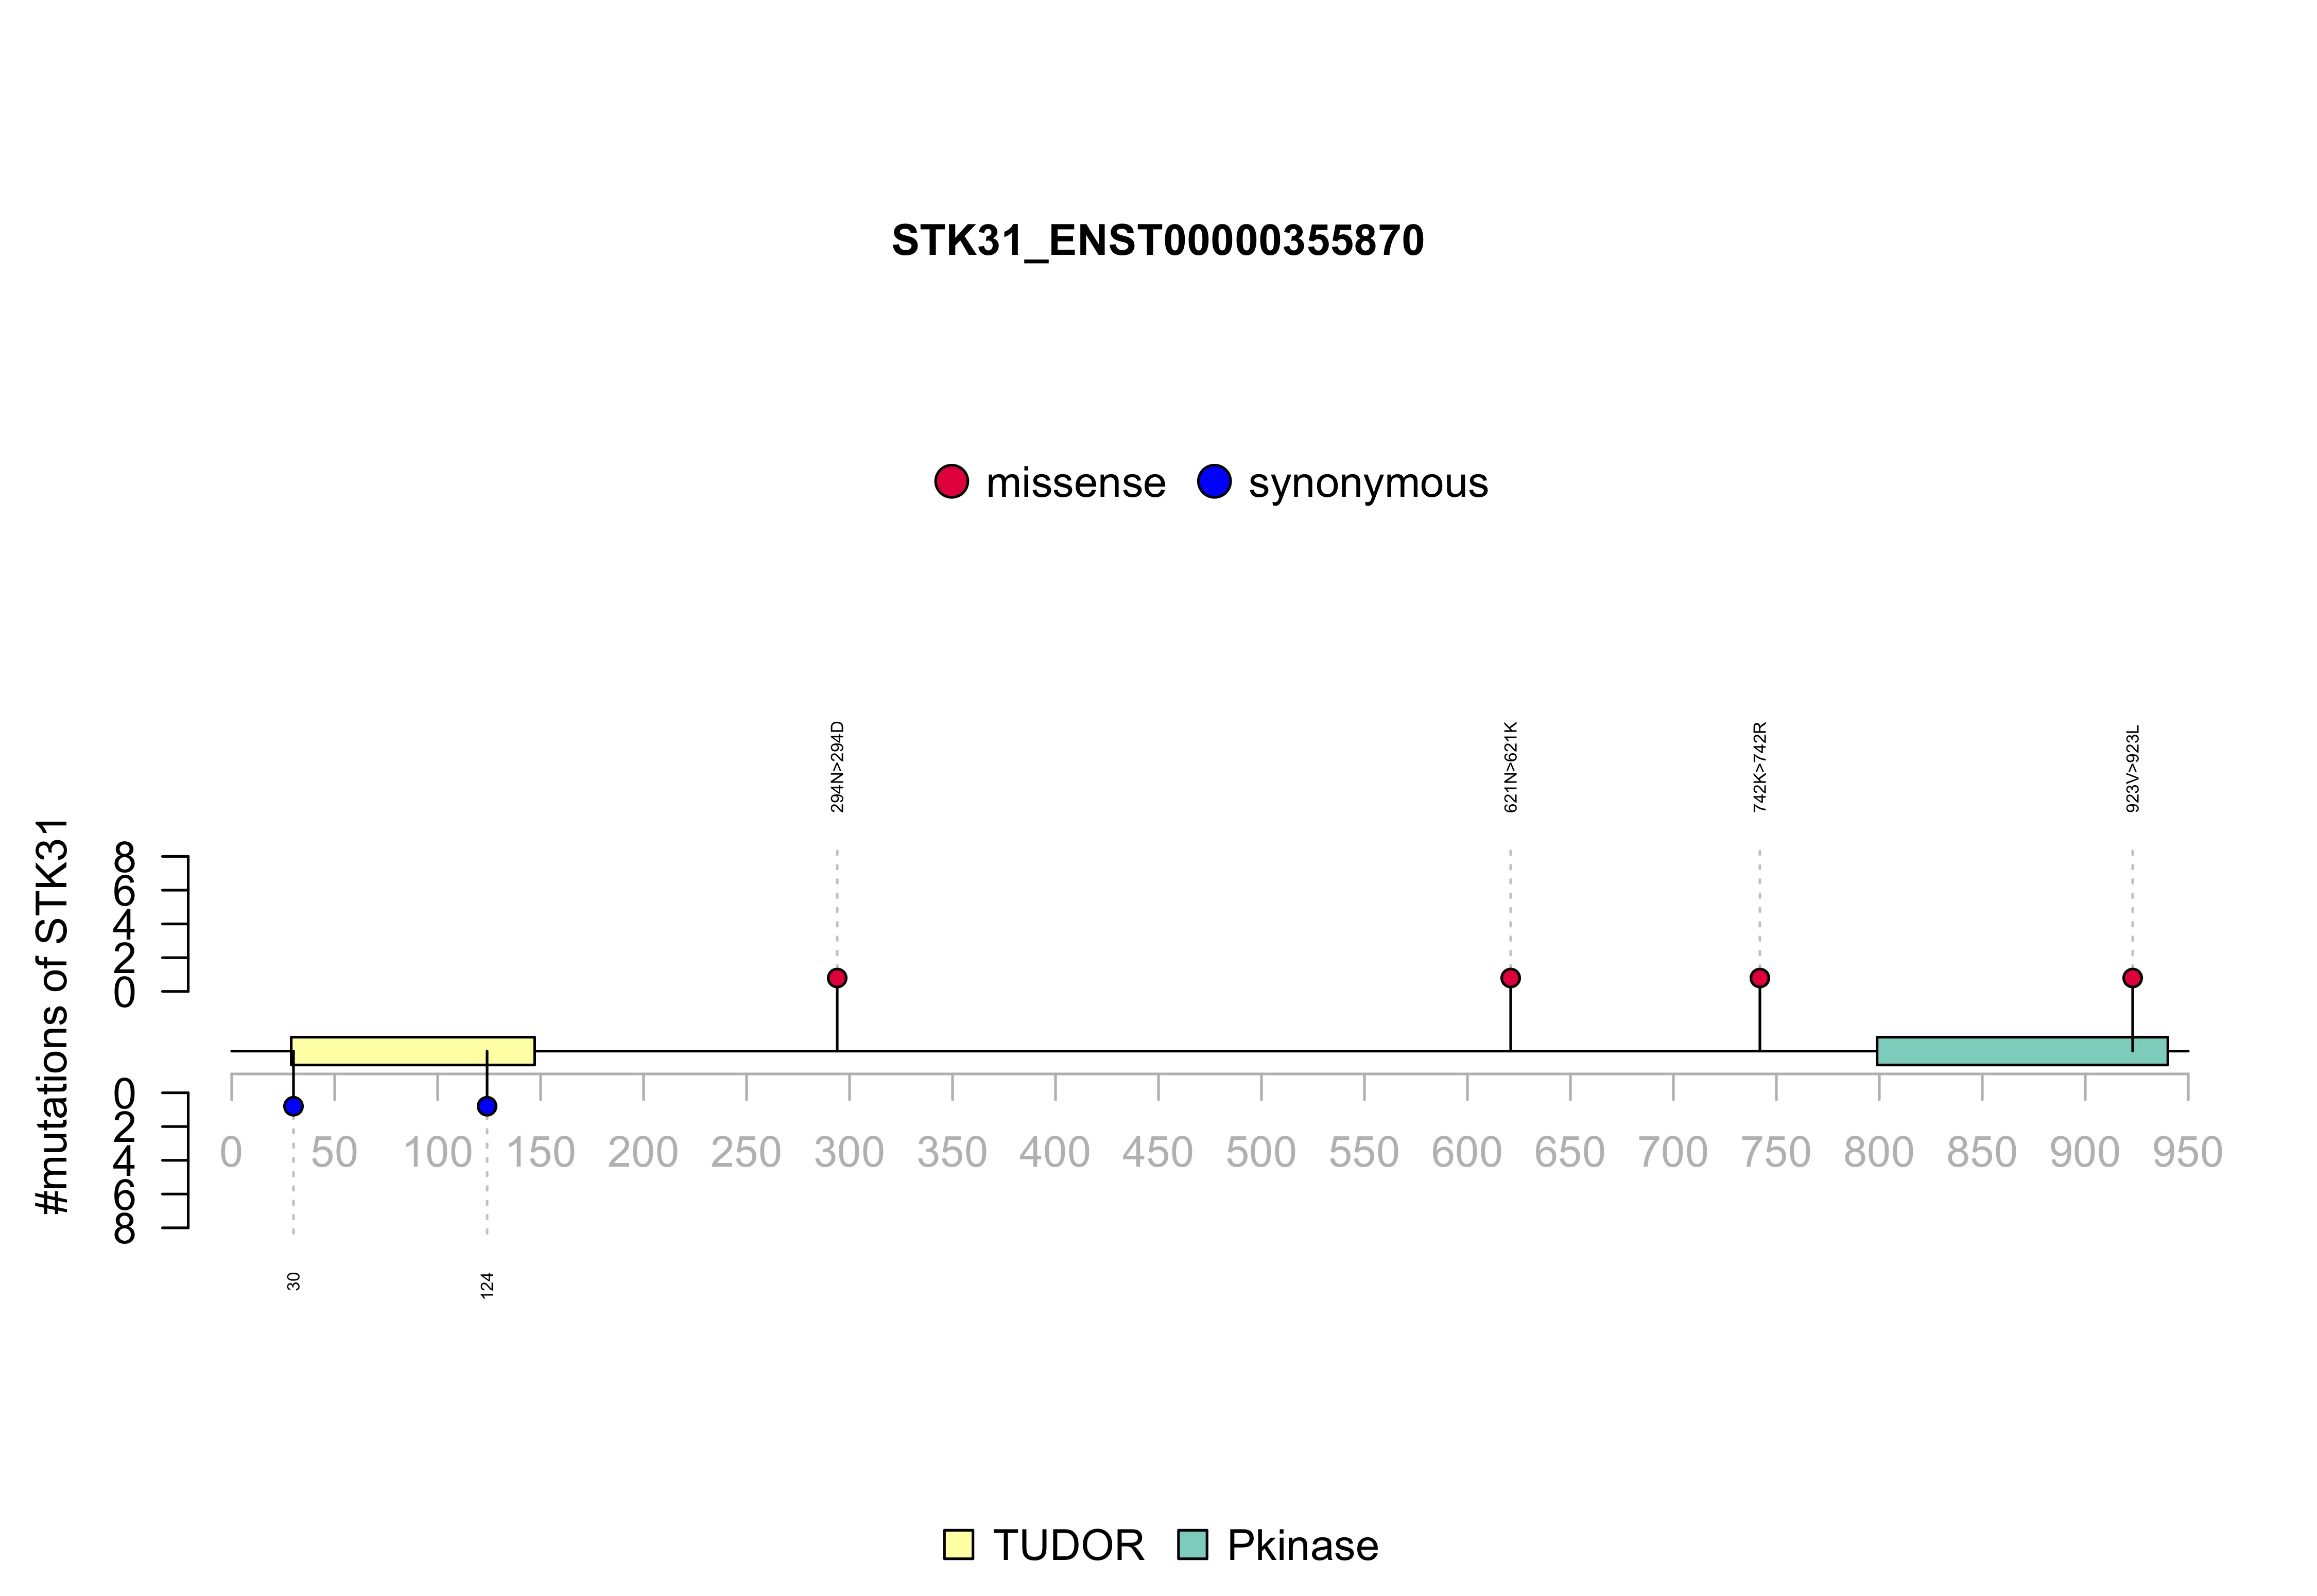 STK31_ENST00000355870
missense synonymous
294N>294D 621N>621K 742K>742R 923V>923L
#mutations of STK31
8
6
4
2
0
0
2
4
6
8
0 50 100 150 200 250 300 350 400 450 500 550 600 650 700 750 800 850 900 950
30 124
TUDOR Pkinase